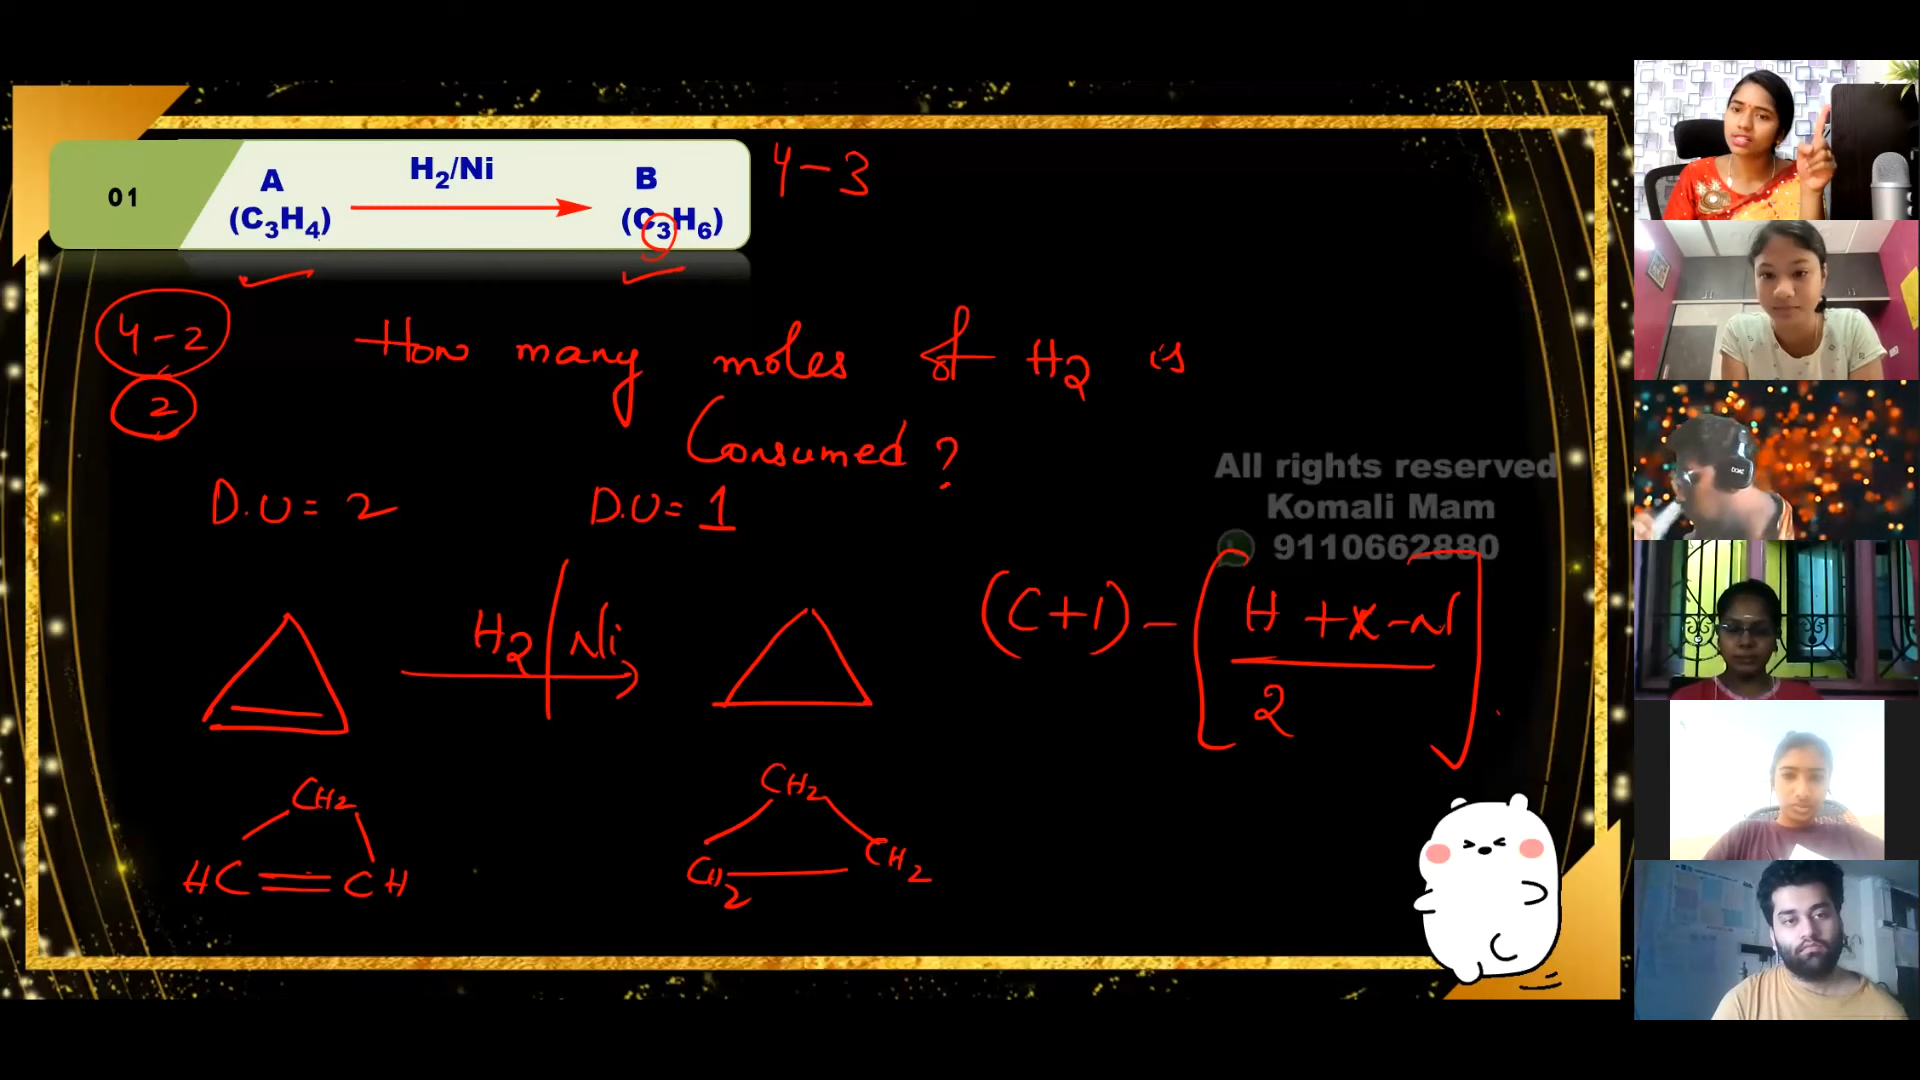 01
A
H2/Ni
B
(C3H4)
(C3H6)
4-3
4-2
2
How many moles of H2 is
Consumed?
D.U = 2
D.U = 1
All rights reserved
Komali Mam
9110662880
H2 | Ni
(C+1) - [H + X - N
2]
CH2
HC = CH
CH2
CH2
CH2